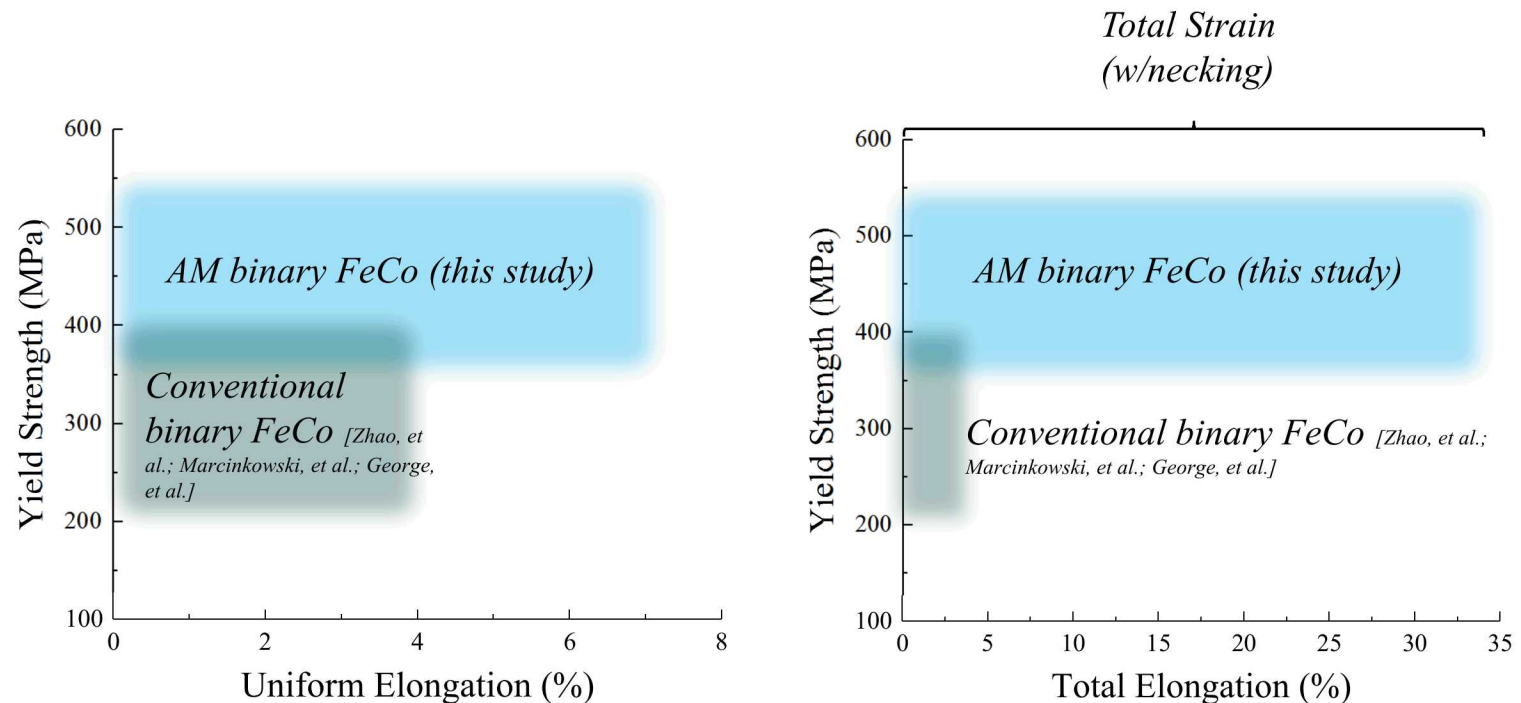 Total Strain
(w/necking)
600
500
400
300
200
100
0
2
4
6
8
Yield Strength (MPa)
Uniform Elongation (%)
AM binary FeCo (this study)
Conventional
binary FeCo [Zhao, et
al.; Marcinkowski, et al.; George,
et al.]
600
500
400
300
200
100
0
5
10
15
20
25
30
35
Yield Strength (MPa)
Total Elongation (%)
AM binary FeCo (this study)
Conventional binary FeCo [Zhao, et al.;
Marcinkowski, et al.; George, et al.]